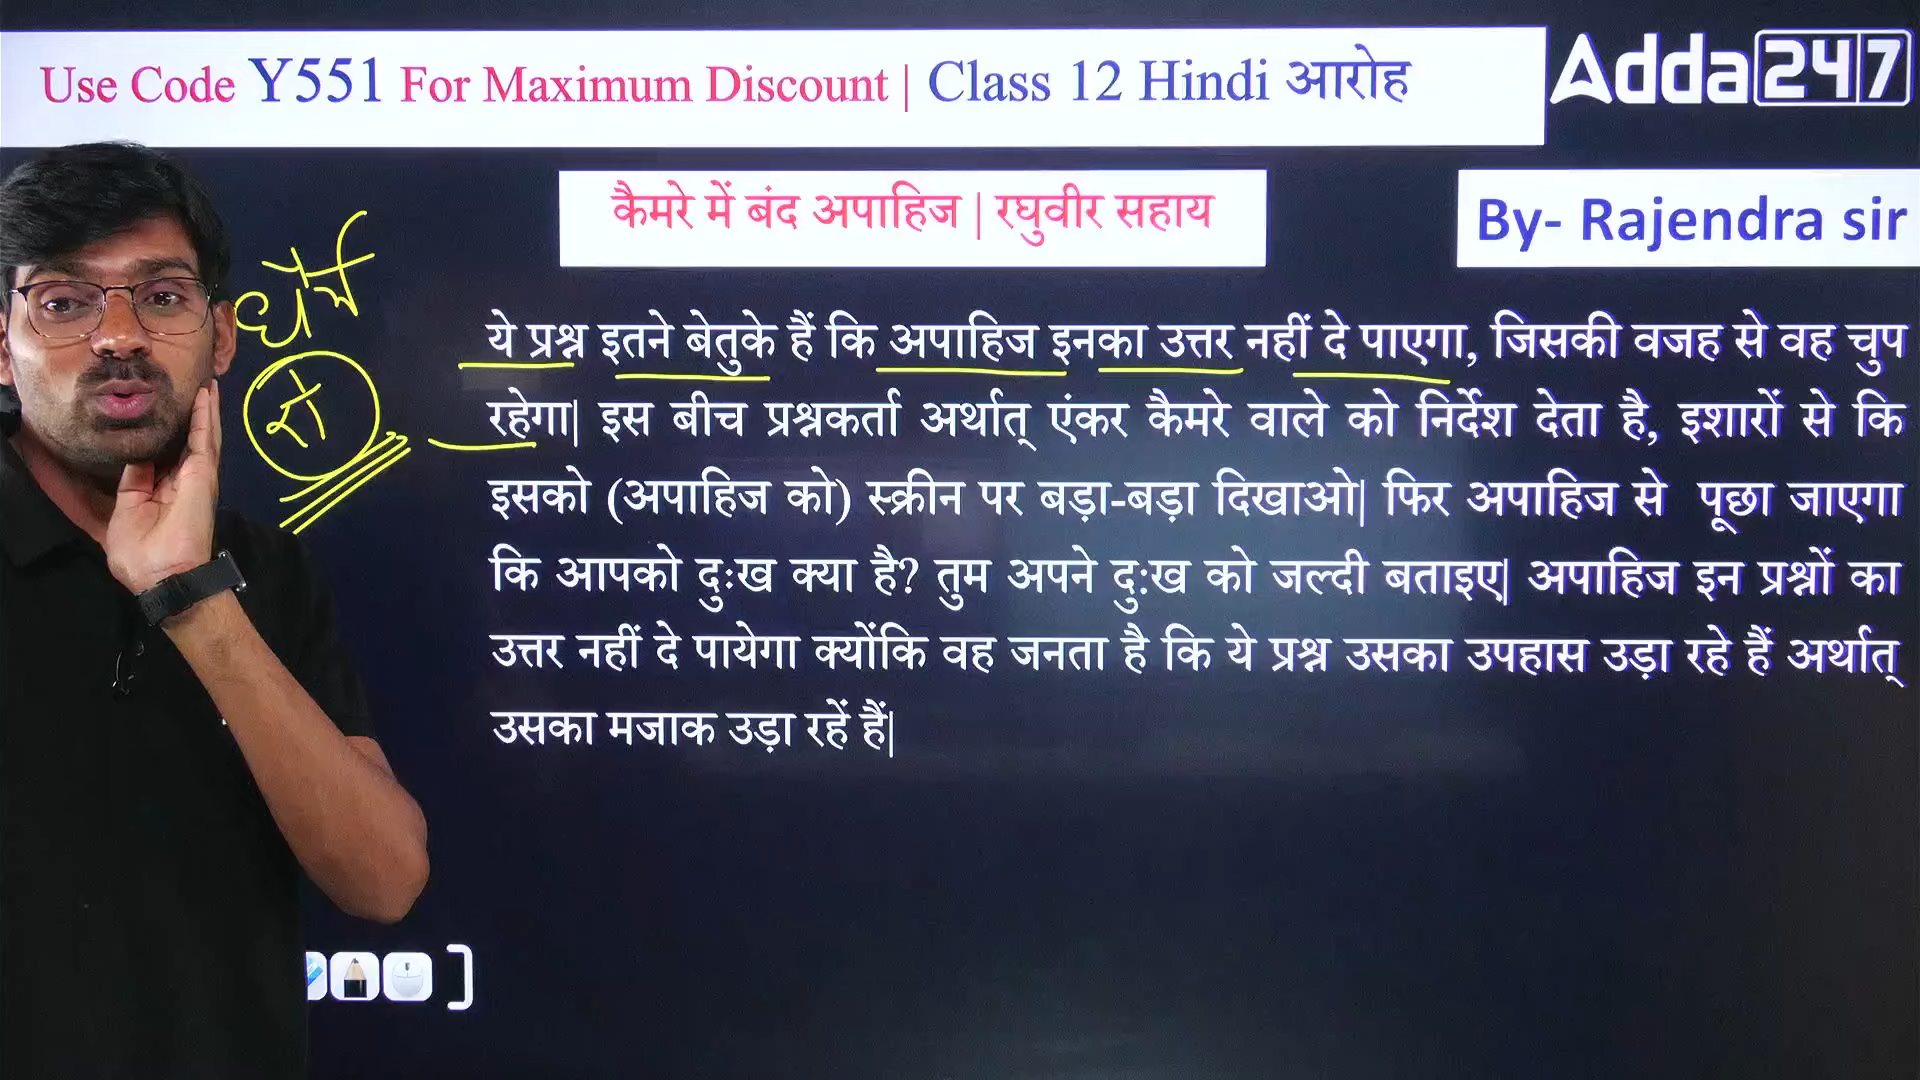 Use Code Y551 For Maximum Discount | Class 12 Hindi आरोह
Adda247
कैमरे में बंद अपाहिज | रघुवीर सहाय
By- Rajendra sir
ये प्रश्न इतने बेतुके हैं कि अपाहिज इनका उत्तर नहीं दे पाएगा, जिसकी वजह से वह चुप
रहेगा| इस बीच प्रश्नकर्ता अर्थात् एंकर कैमरे वाले को निर्देश देता है, इशारों से कि
इसको (अपाहिज को) स्क्रीन पर बड़ा-बड़ा दिखाओ| फिर अपाहिज से पूछा जाएगा
कि आपको दुःख क्या है? तुम अपने दु:ख को जल्दी बताइए| अपाहिज इन प्रश्नों का
उत्तर नहीं दे पायेगा क्योंकि वह जनता है कि ये प्रश्न उसका उपहास उड़ा रहे हैं अर्थात्
उसका मजाक उड़ा रहें हैं|